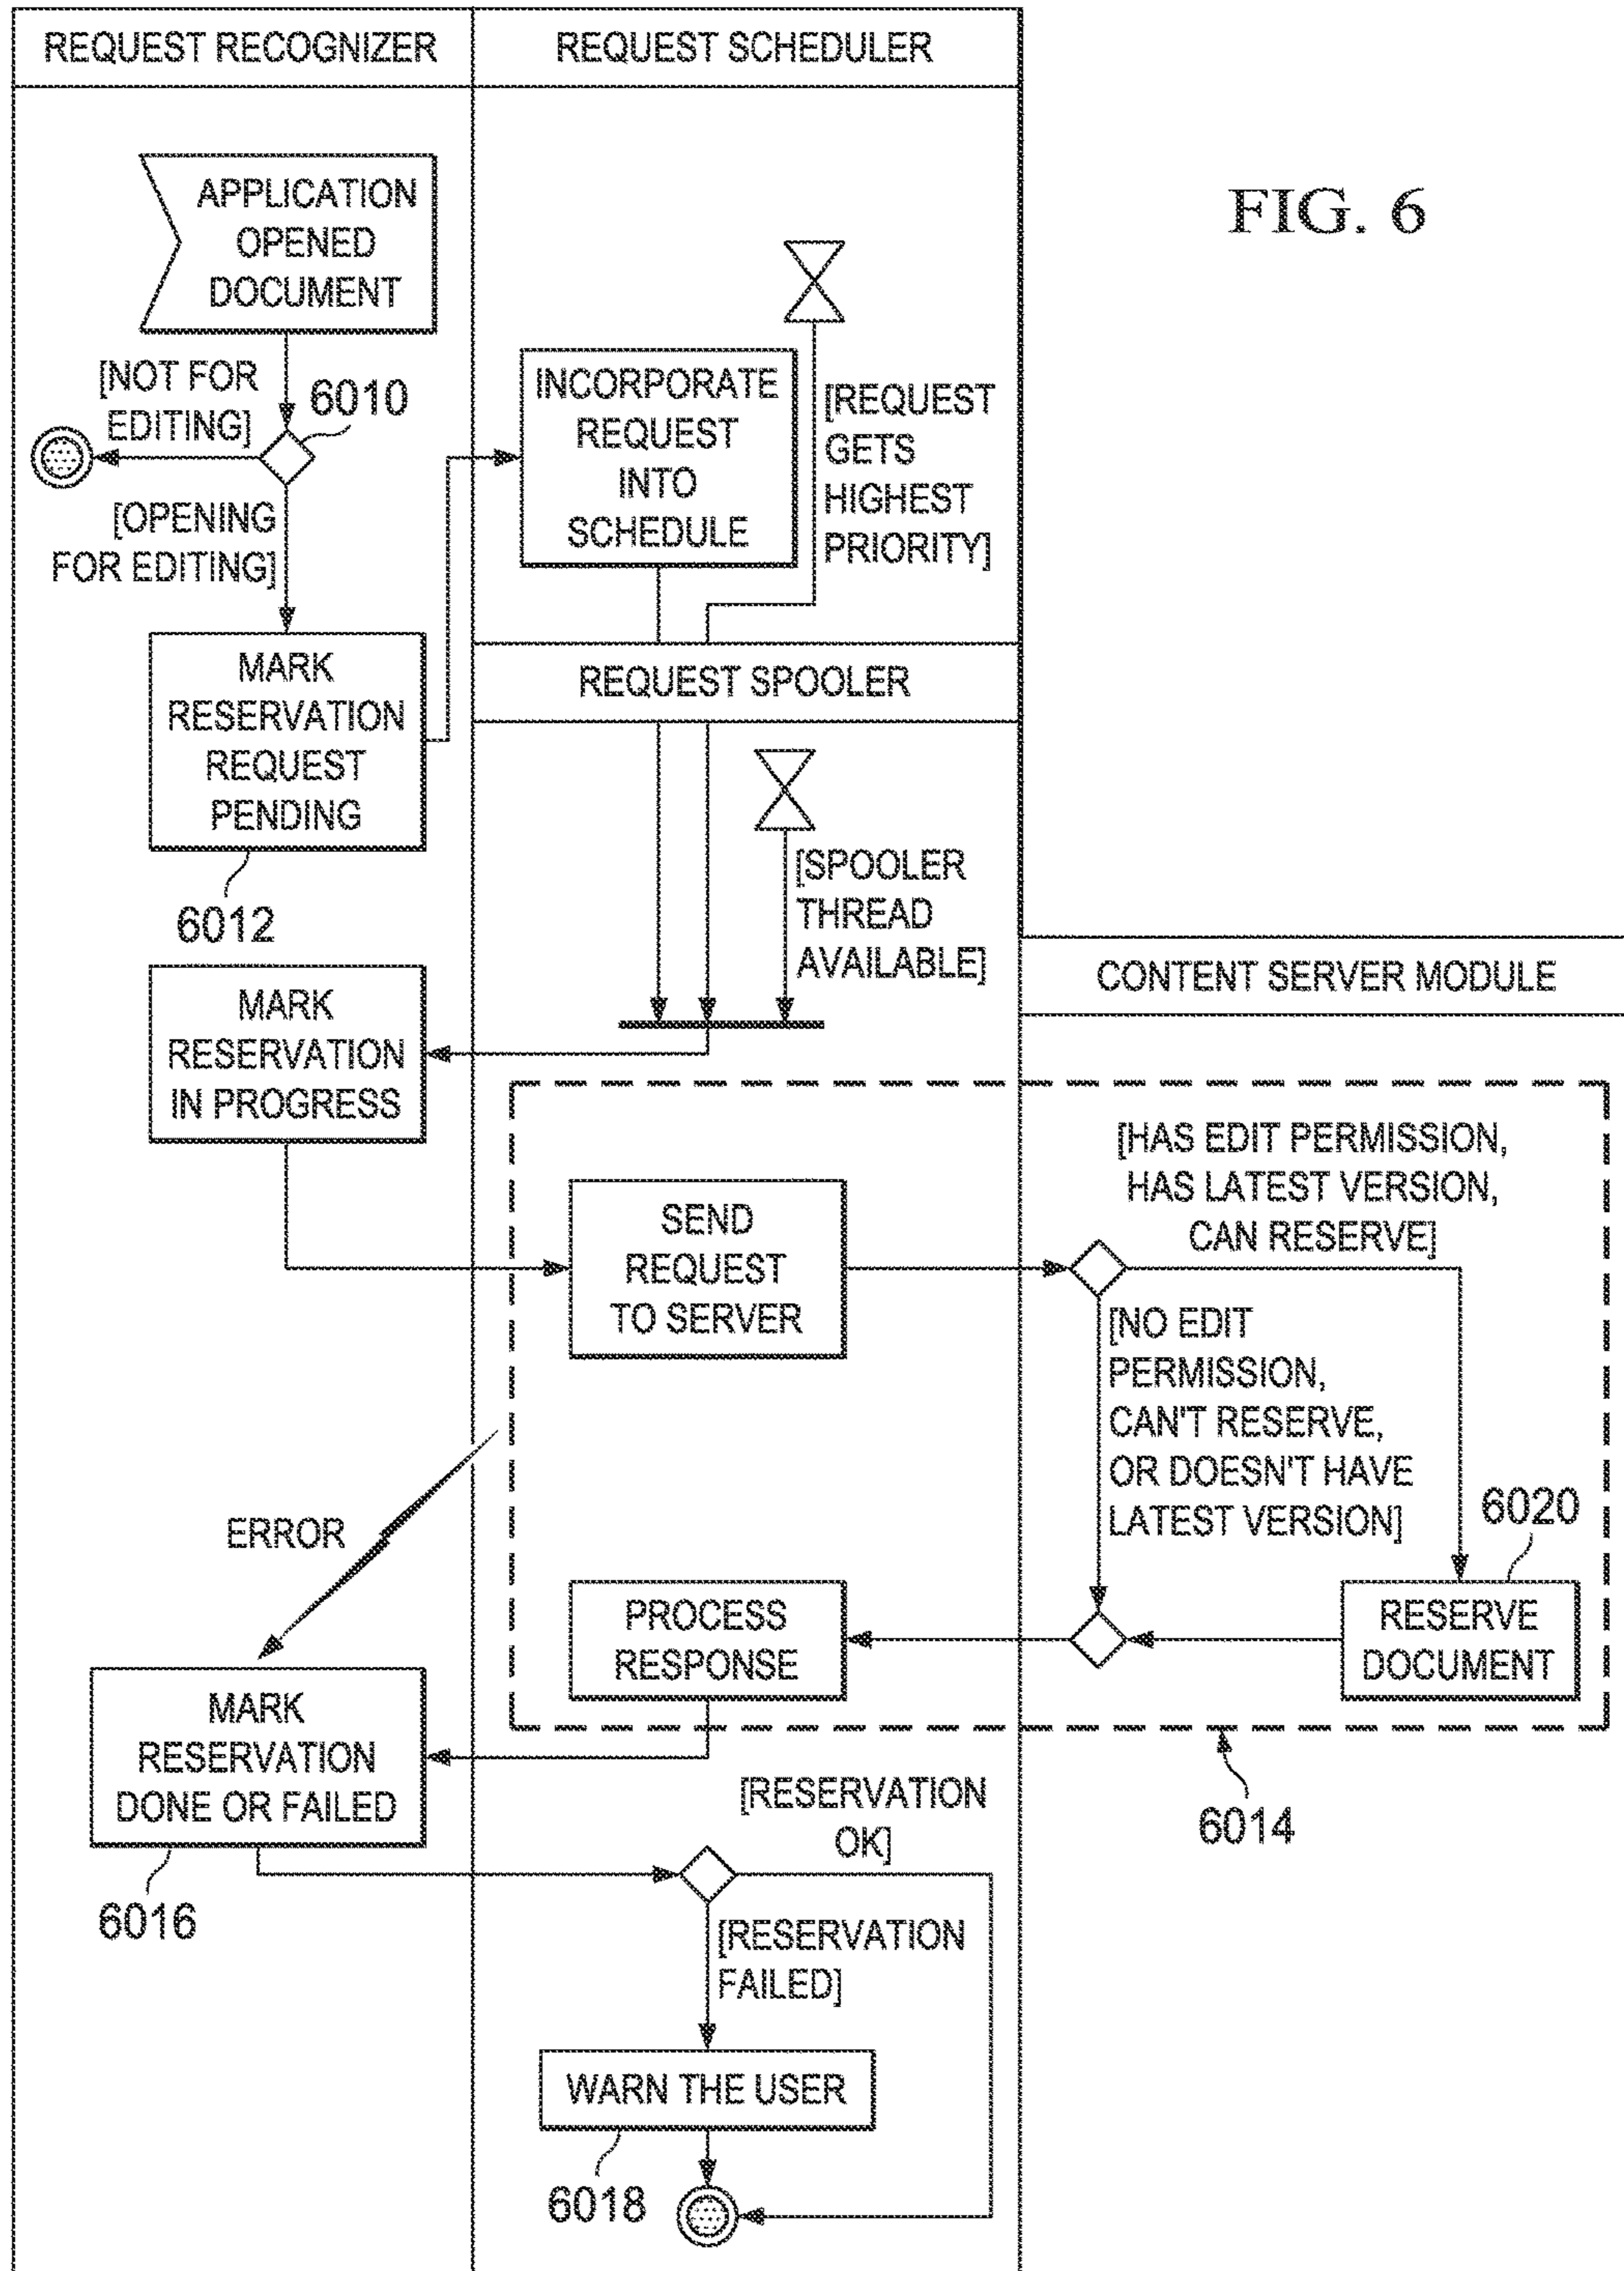 REQUEST RECOGNIZER
REQUEST SCHEDULER
FIG. 6
APPLICATION
OPENED
DOCUMENT
[NOT FOR
EDITING]
6010
[OPENING
FOR EDITING]
INCORPORATE
REQUEST
INTO
SCHEDULE
[REQUEST
GETS
HIGHEST
PRIORITY]
MARK
RESERVATION
REQUEST
PENDING
6012
REQUEST SPOOLER
[SPOOLER
THREAD
AVAILABLE]
CONTENT SERVER MODULE
MARK
RESERVATION
IN PROGRESS
SEND
REQUEST
TO SERVER
[HAS EDIT PERMISSION,
HAS LATEST VERSION,
CAN RESERVE]
[NO EDIT
PERMISSION,
CAN'T RESERVE,
OR DOESN'T HAVE
LATEST VERSION]
6020
ERROR
PROCESS
RESPONSE
RESERVE
DOCUMENT
MARK
RESERVATION
DONE OR FAILED
6016
6014
[RESERVATION
OK]
[RESERVATION
FAILED]
WARN THE USER
6018